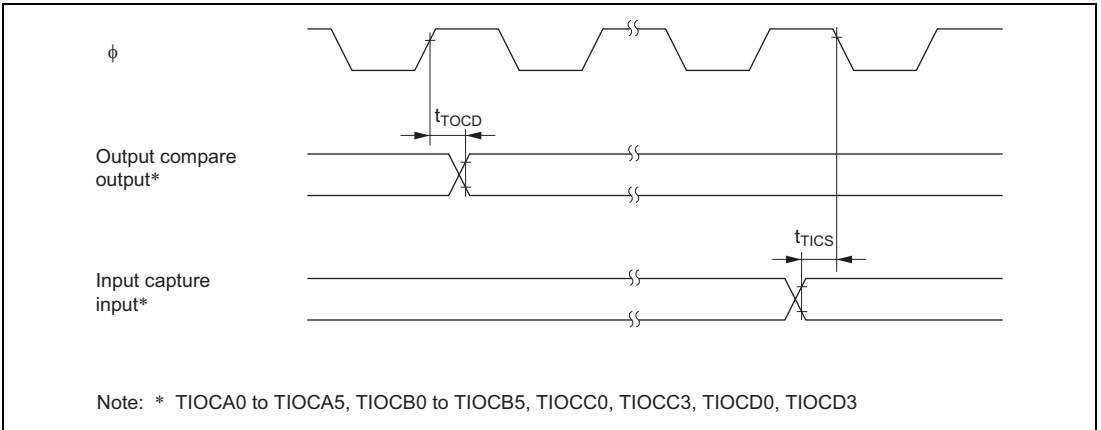 ϕ
tTOCD
Output compare
output*
tTICS
Input capture
input*
Note: * TIOCA0 to TIOCA5, TIOCB0 to TIOCB5, TIOCC0, TIOCC3, TIOCD0, TIOCD3